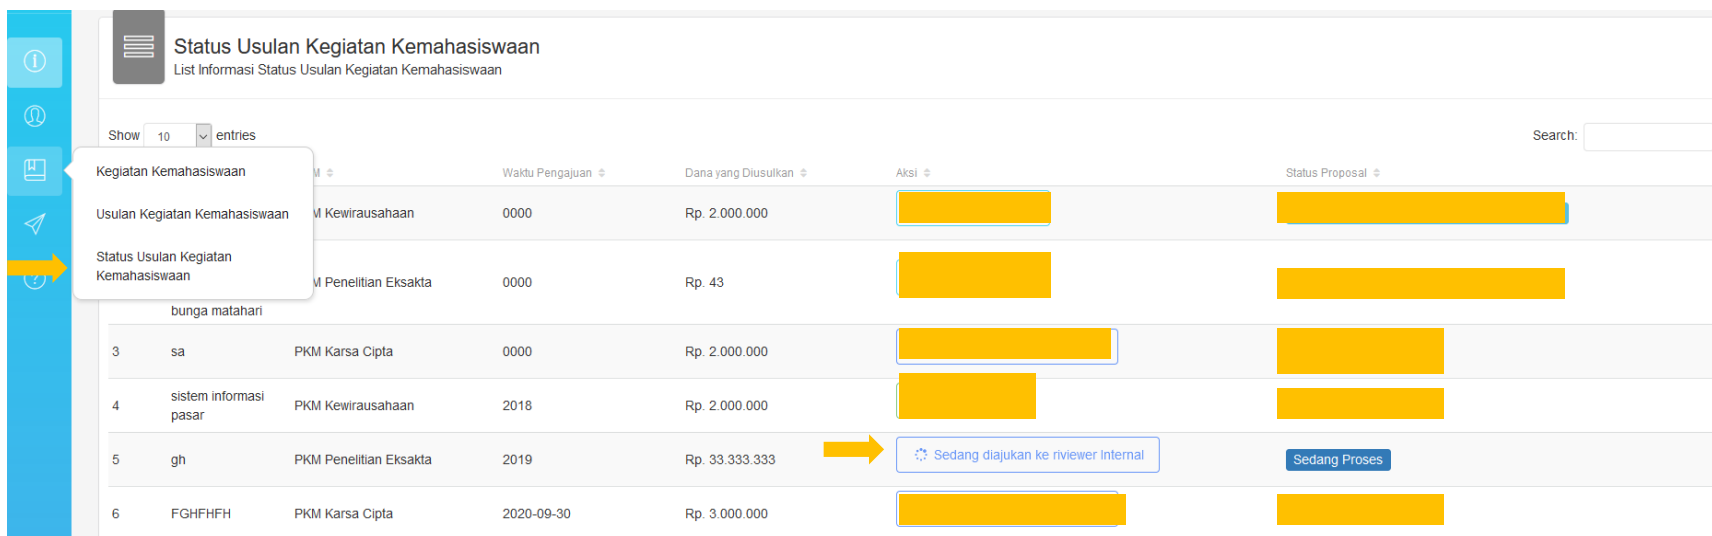 Status Usulan Kegiatan Kemahasiswaan
List Informasi Status Usulan Kegiatan Kemahasiswaan
Show 10 entries
Search:
Kegiatan Kemahasiswaan
Usulan Kegiatan Kemahasiswaan
Status Usulan Kegiatan
Kemahasiswaan
Waktu Pengajuan Dana yang Diusulkan Aksi Status Proposal
M Kewirausahaan 0000 Rp. 2.000.000
M Penelitian Eksakta 0000 Rp. 43
bunga matahari
3 sa PKM Karsa Cipta 0000 Rp. 2.000.000
4 sistem informasi
pasar PKM Kewirausahaan 2018 Rp. 2.000.000
5 gh PKM Penelitian Eksakta 2019 Rp. 33.333.333 Sedang diajukan ke riviewer Internal Sedang Proses
6 FGHFHFH PKM Karsa Cipta 2020-09-30 Rp. 3.000.000